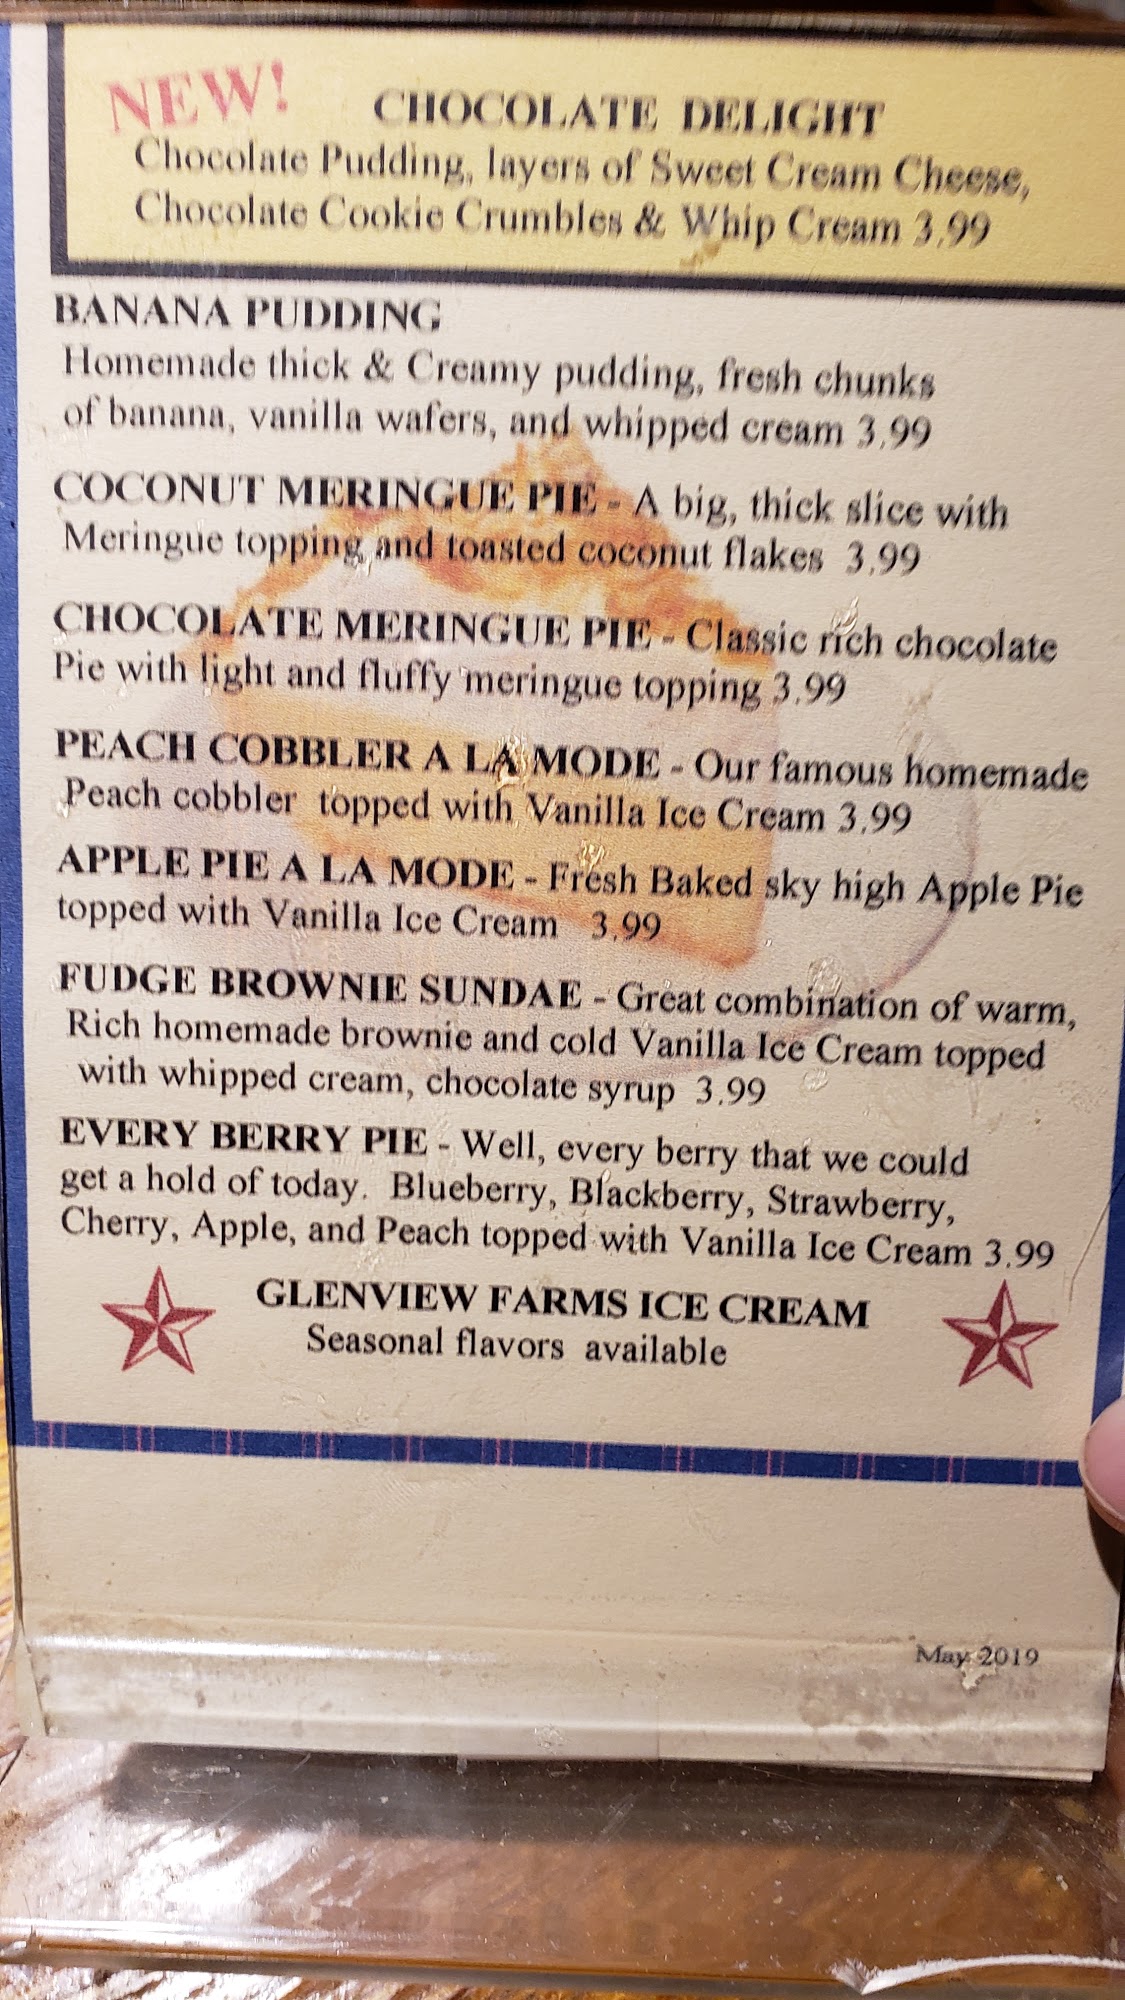 NEW!
CHOCOLATE DELIGHT
Chocolate Pudding, layers of Sweet Cream Cheese,
Chocolate Cookie Crumbles & Whip Cream 3.99
BANANA PUDDING
Homemade thick & Creamy pudding, fresh chunks
of banana, vanilla wafers, and whipped cream 3.99
COCONUT MERINGUE PIE - A big, thick slice with
Meringue topping and toasted coconut flakes 3.99
CHOCOLATE MERINGUE PIE - Classic rich chocolate
Pie with light and fluffy meringue topping 3.99
PEACH COBBLER A LA MODE - Our famous homemade
Peach cobbler topped with Vanilla Ice Cream 3.99
APPLE PIE A LA MODE - Fresh Baked sky high Apple Pie
topped with Vanilla Ice Cream 3.99
FUDGE BROWNIE SUNDAE - Great combination of warm,
Rich homemade brownie and cold Vanilla Ice Cream topped
with whipped cream, chocolate syrup 3.99
EVERY BERRY PIE - Well, every berry that we could
get a hold of today. Blueberry, Blackberry, Strawberry,
Cherry, Apple, and Peach topped with Vanilla Ice Cream 3.99
GLENVIEW FARMS ICE CREAM
Seasonal flavors available
May 2019